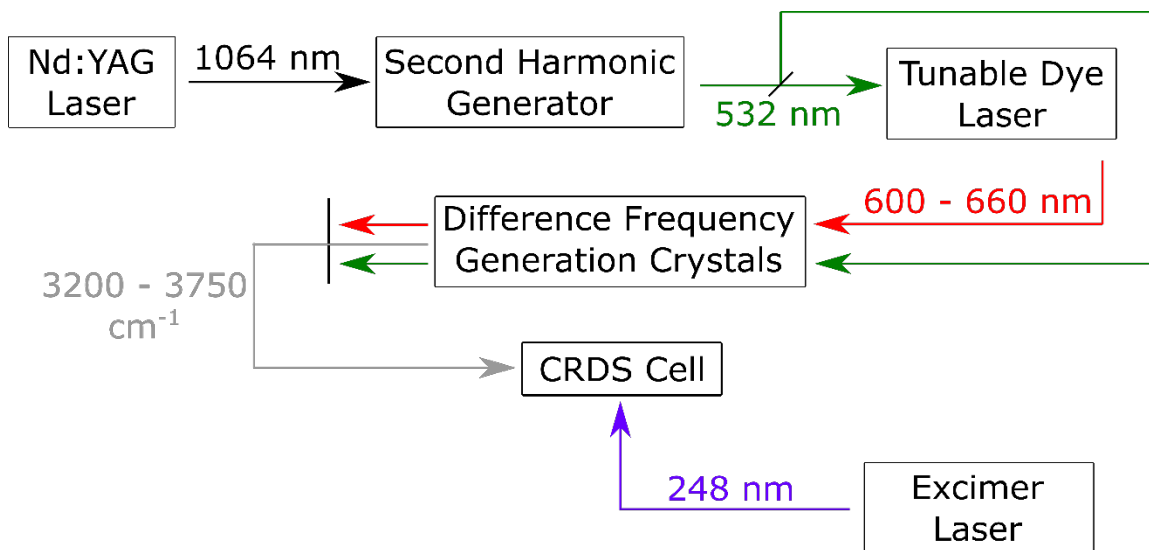 Nd:YAG
Laser
1064 nm
Second Harmonic
Generator
532 nm
Tunable Dye
Laser
600 - 660 nm
Difference Frequency
Generation Crystals
3200 - 3750
cm⁻¹
CRDS Cell
248 nm
Excimer
Laser